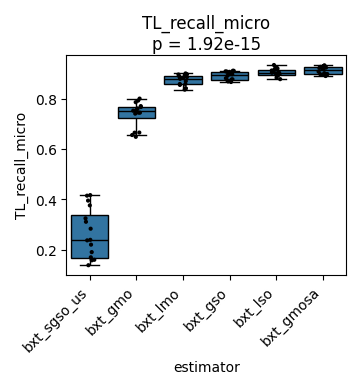 TL_recall_micro
p = 1.92e-15
TL_recall_micro
0.8
0.6
0.4
0.2
bxt_sgso_us
bxt_gmo
bxt_lmo
bxt_gso
bxt_lso
bxt_gmosa
estimator